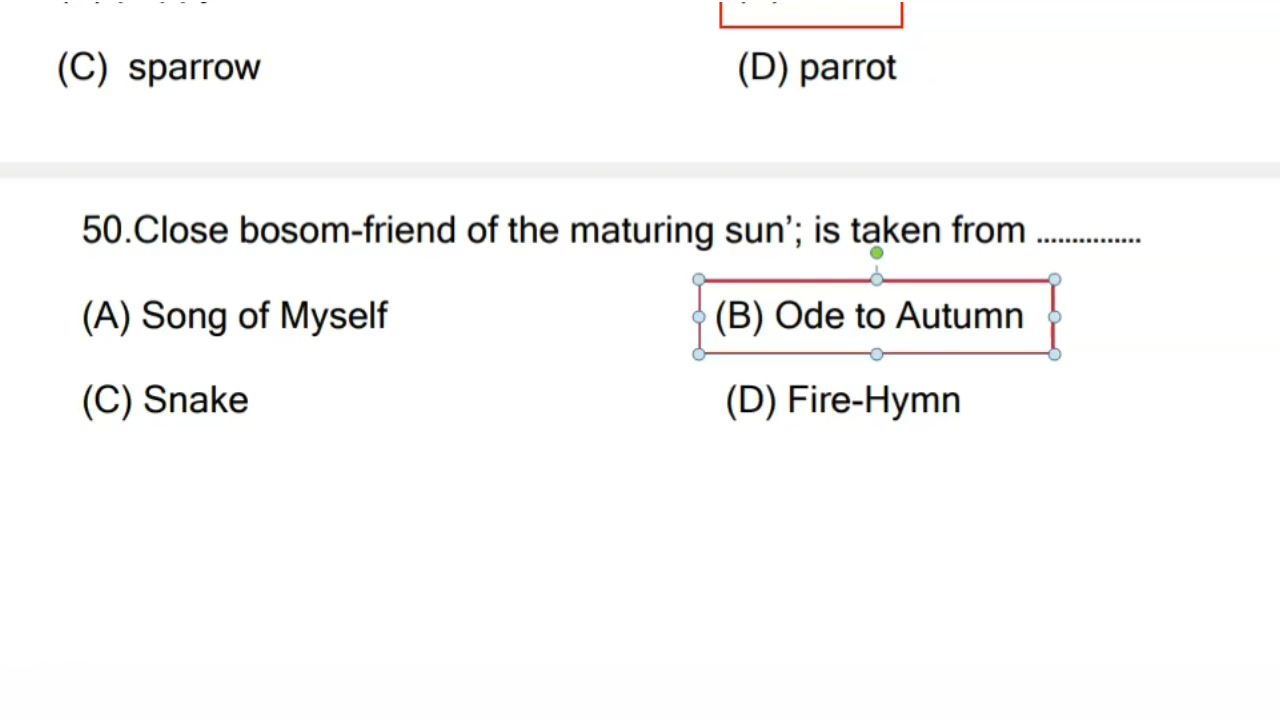 (C) sparrow
(D) parrot
50.Close bosom-friend of the maturing sun’; is taken from ...............
(A) Song of Myself
(B) Ode to Autumn
(C) Snake
(D) Fire-Hymn